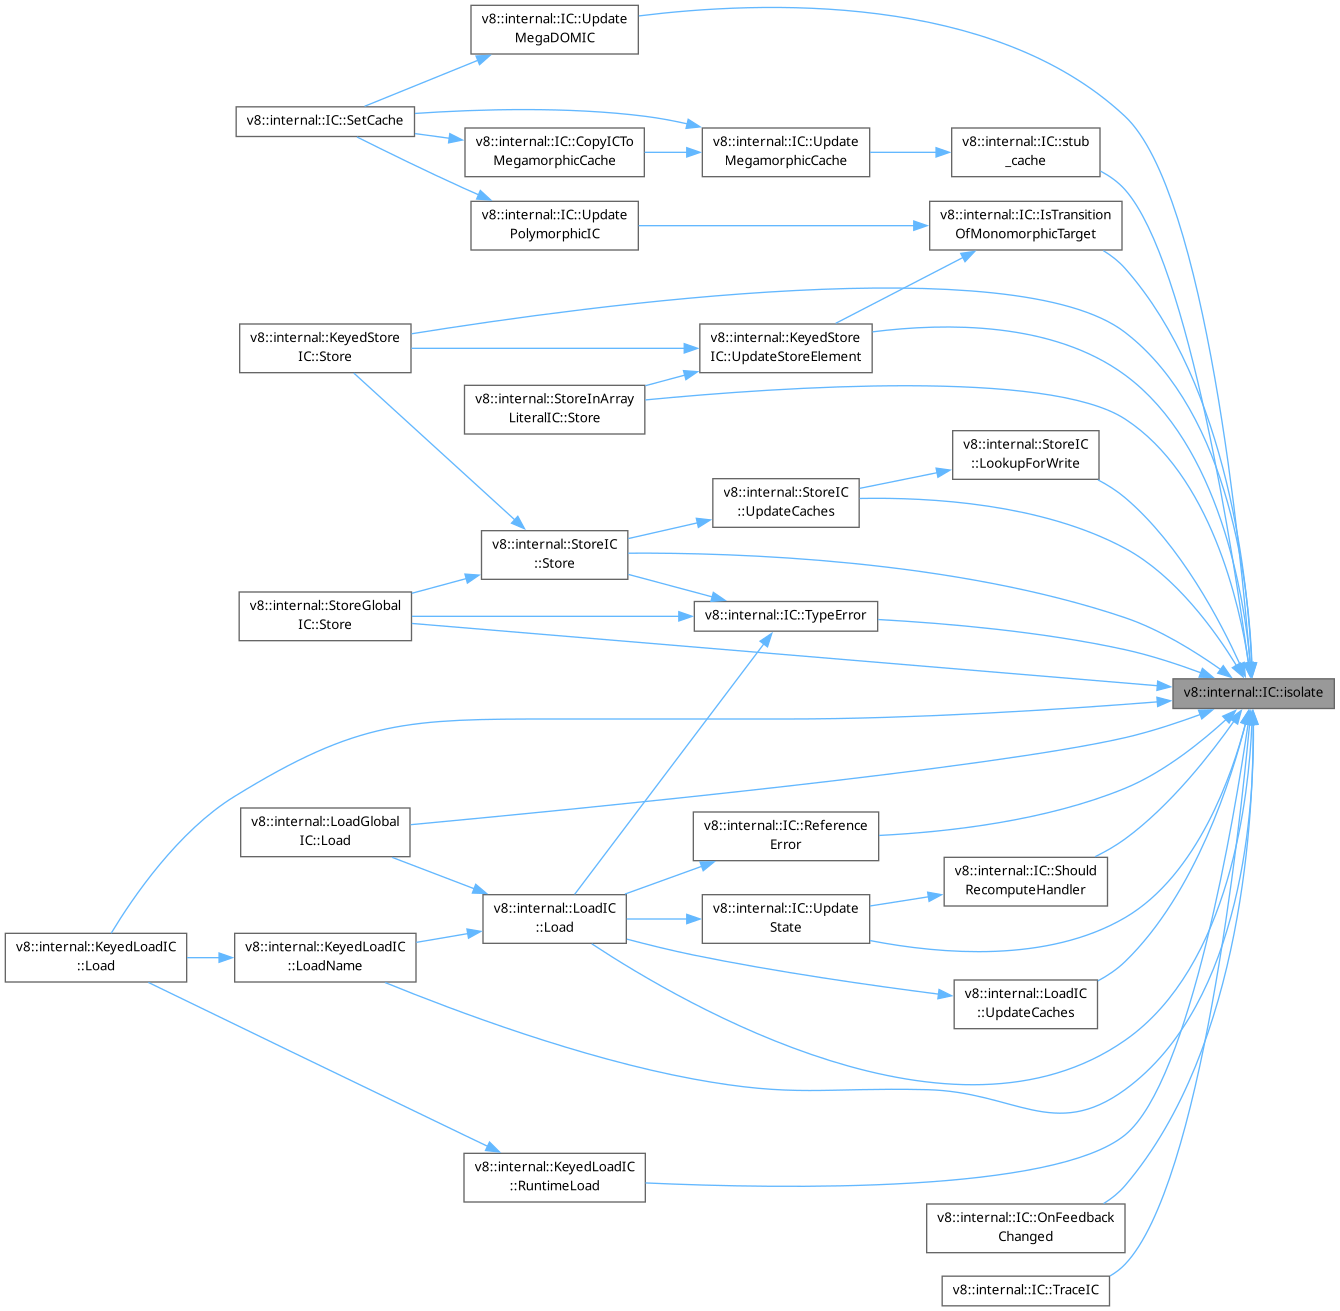 v8::internal::IC::Update
MegaDOMIC
v8::internal::IC::SetCache
v8::internal::IC::CopyICTo
MegamorphicCache
v8::internal::IC::Update
MegamorphicCache
v8::internal::IC::stub
_cache
v8::internal::IC::Update
PolymorphicIC
v8::internal::IC::IsTransition
OfMonomorphicTarget
v8::internal::KeyedStore
IC::Store
v8::internal::KeyedStore
IC::UpdateStoreElement
v8::internal::StoreInArray
LiteralIC::Store
v8::internal::StoreIC
::LookupForWrite
v8::internal::StoreIC
::UpdateCaches
v8::internal::StoreIC
::Store
v8::internal::StoreGlobal
IC::Store
v8::internal::IC::TypeError
v8::internal::IC::isolate
v8::internal::LoadGlobal
IC::Load
v8::internal::IC::Reference
Error
v8::internal::IC::Should
RecomputeHandler
v8::internal::LoadIC
::Load
v8::internal::IC::Update
State
v8::internal::KeyedLoadIC
::Load
v8::internal::KeyedLoadIC
::LoadName
v8::internal::LoadIC
::UpdateCaches
v8::internal::KeyedLoadIC
::RuntimeLoad
v8::internal::IC::OnFeedback
Changed
v8::internal::IC::TraceIC